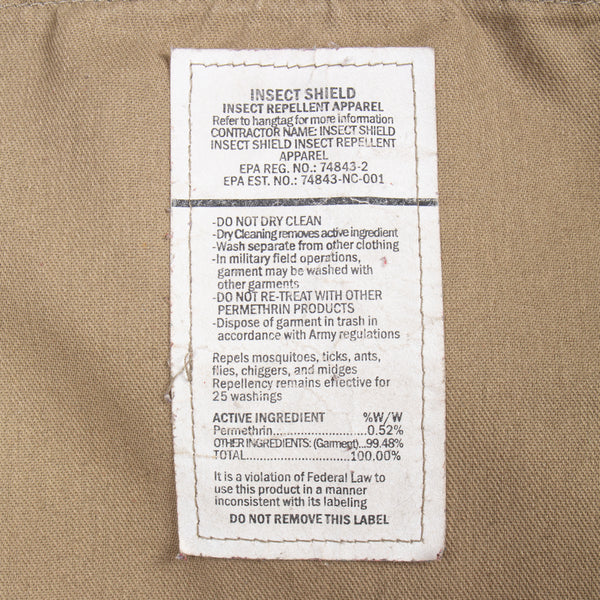 INSECT SHIELD
INSECT REPELLENT APPAREL
Refer to hangtag for more information
CONTRACTOR NAME: INSECT SHIELD
INSECT SHIELD INSECT REPELLENT
APPAREL
EPA REG. NO.: 74843-2
EPA EST. NO.: 74843-NC-001
-DO NOT DRY CLEAN
-Dry Cleaning removes active ingredient
-Wash separate from other clothing
-In military field operations,
garment may be washed with
other garments
-DO NOT RE-TREAT WITH OTHER
PERMETHRIN PRODUCTS
-Dispose of garment in trash in
accordance with Army regulations
Repels mosquitoes, ticks, ants,
flies, chiggers, and midges
Repellency remains effective for
25 washings
ACTIVE INGREDIENT %W/W
Permethrin..................0.52%
OTHER INGREDIENTS: (Garment)...99.48%
TOTAL....................100.00%
It is a violation of Federal Law to
use this product in a manner
inconsistent with its labeling
DO NOT REMOVE THIS LABEL